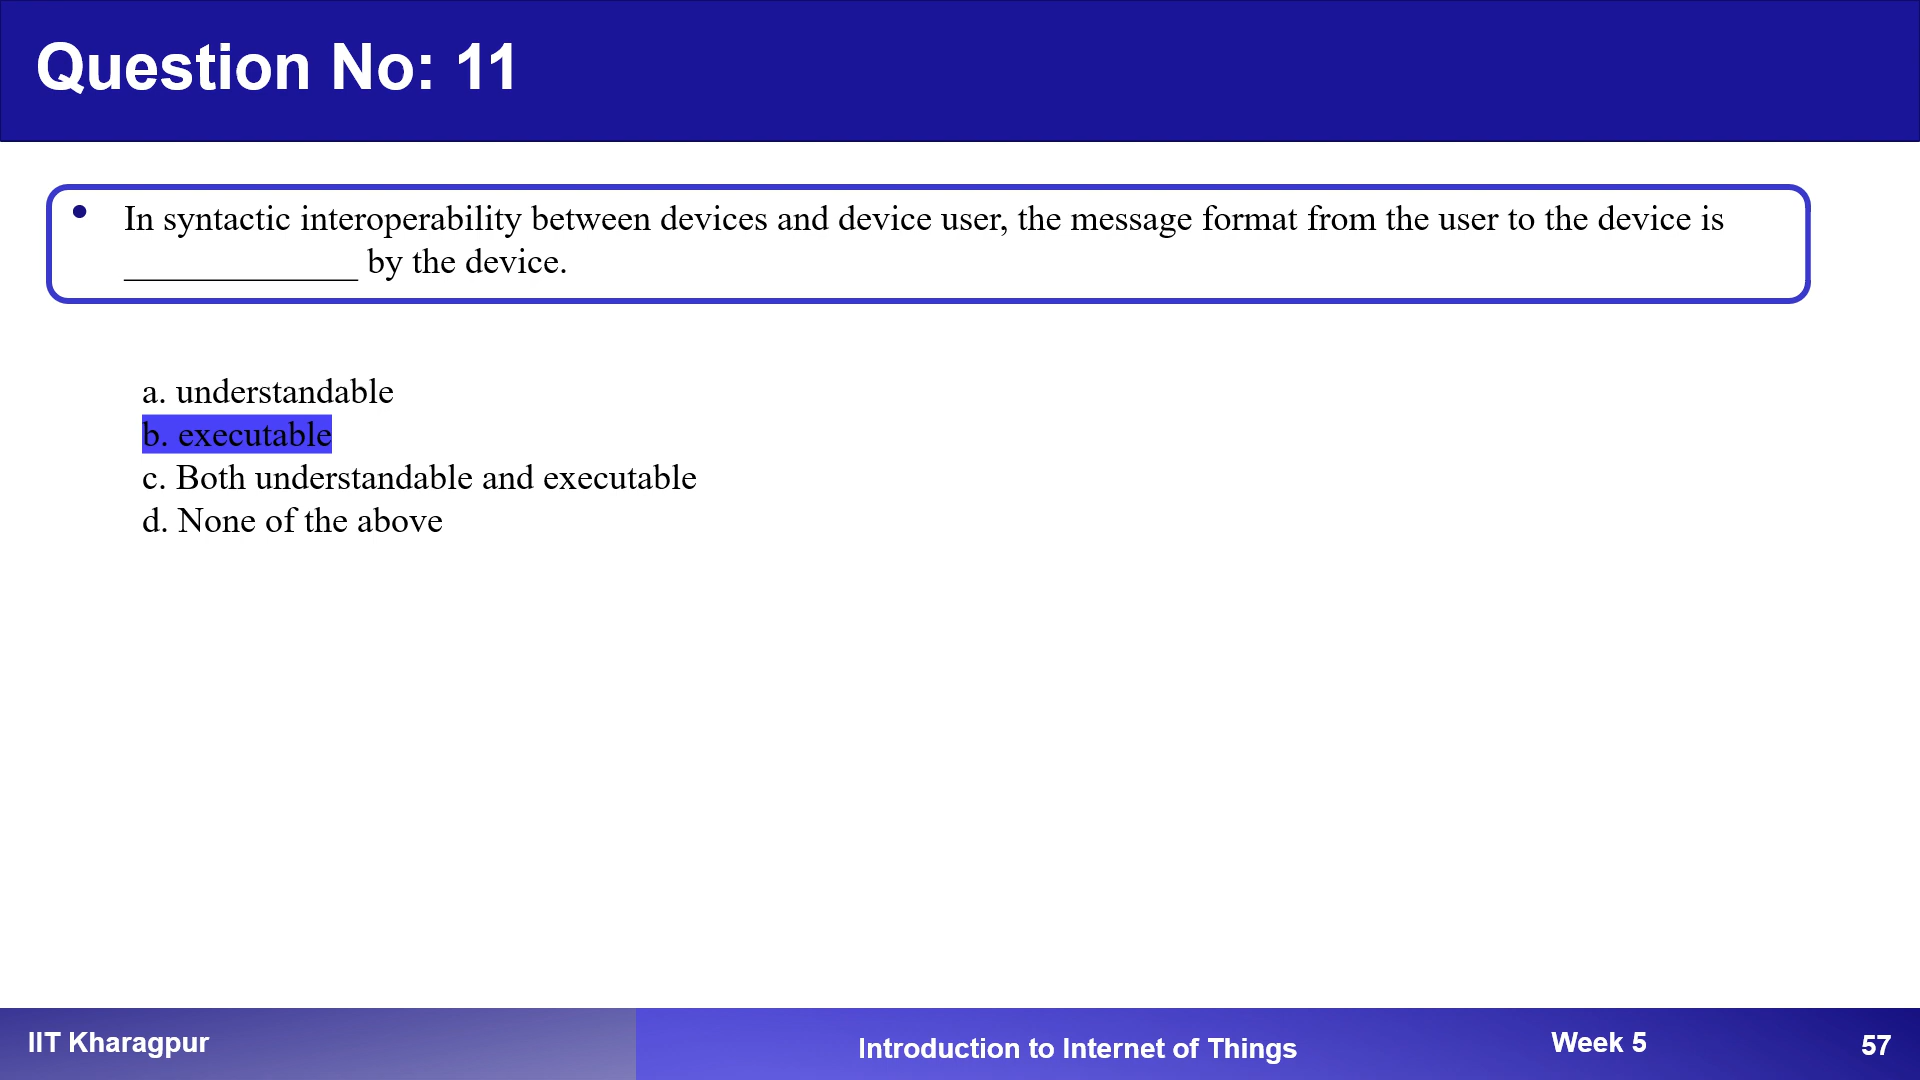 Question No: 11
• In syntactic interoperability between devices and device user, the message format from the user to the device is
_____________ by the device.
a. understandable
b. executable
c. Both understandable and executable
d. None of the above
IIT Kharagpur
Introduction to Internet of Things
Week 5
57